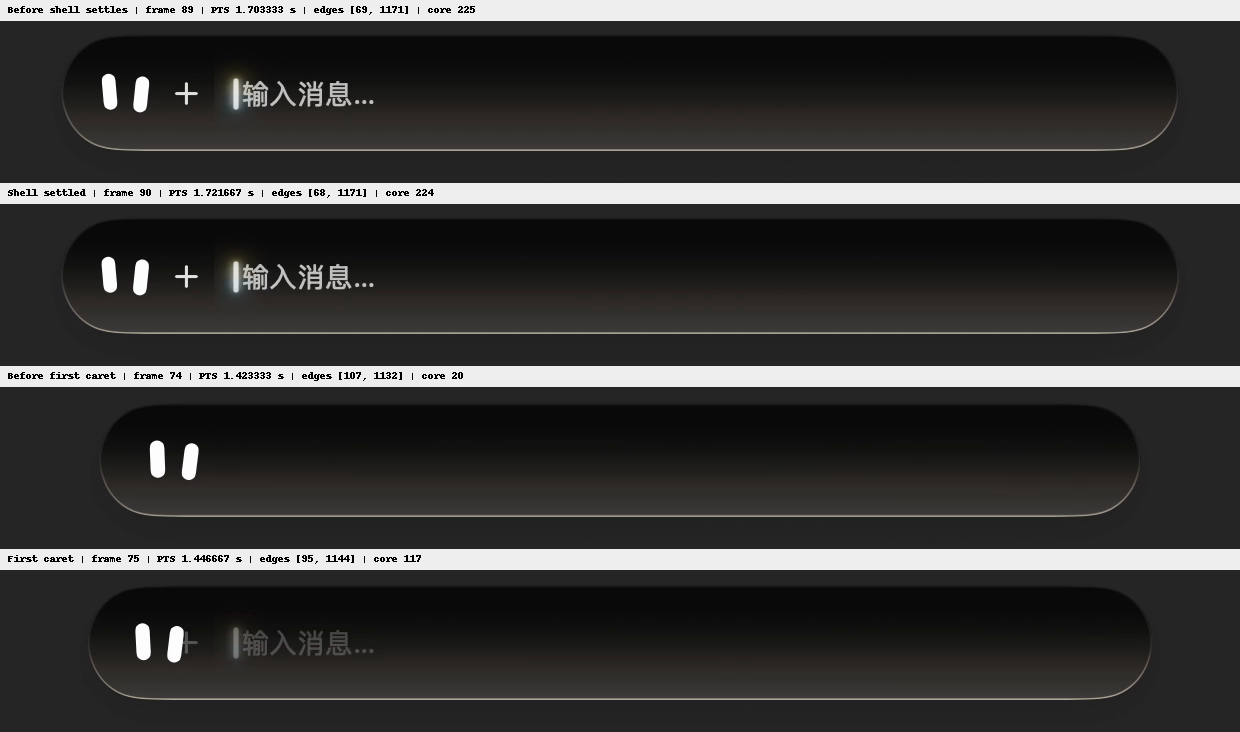 Before shell settles | frame 89 | PTS 1.703333 s | edges [69, 1171] | core 225
输入消息...
Shell settled | frame 90 | PTS 1.721667 s | edges [68, 1171] | core 224
输入消息...
Before first caret | frame 74 | PTS 1.423333 s | edges [107, 1132] | core 20
First caret | frame 75 | PTS 1.446667 s | edges [95, 1144] | core 117
输入消息...